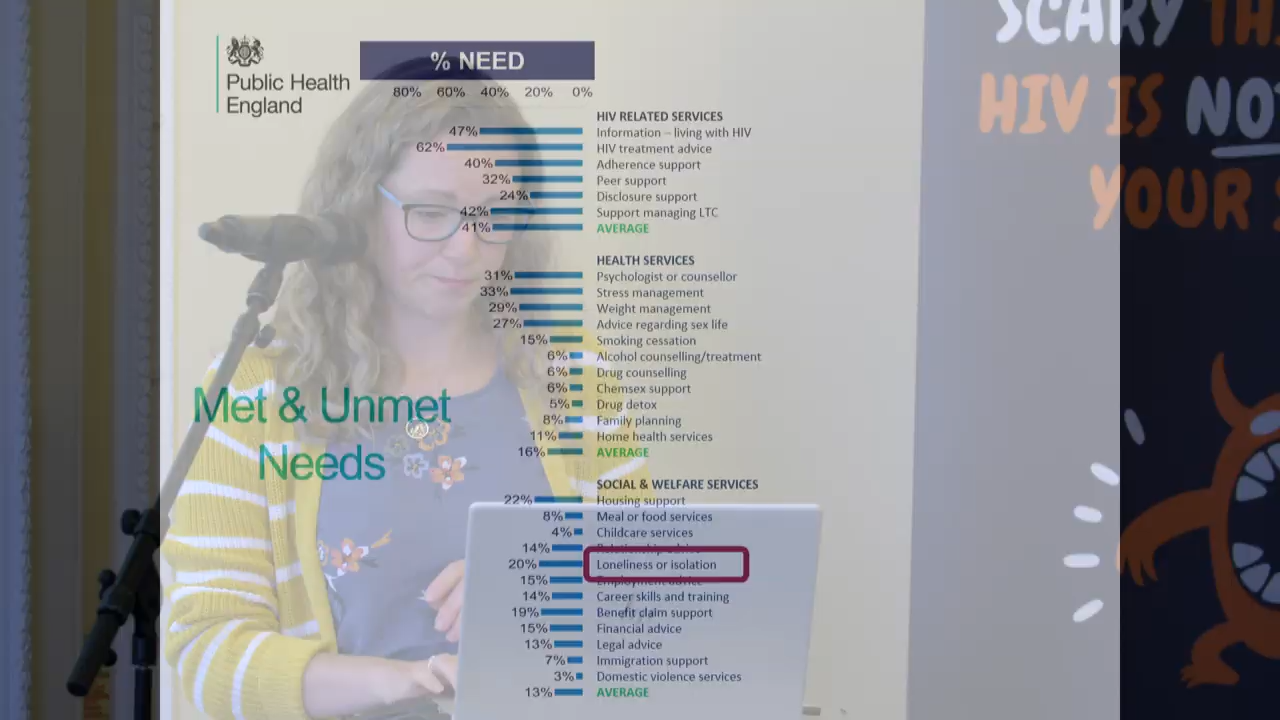 Public Health
England
% NEED
80% 60% 40% 20% 0%
HIV RELATED SERVICES
47% Information – living with HIV
62% HIV treatment advice
40% Adherence support
32% Peer support
24% Disclosure support
42% Support managing LTC
41% AVERAGE
HEALTH SERVICES
31% Psychologist or counsellor
33% Stress management
29% Weight management
27% Advice regarding sex life
15% Smoking cessation
6% Alcohol counselling/treatment
6% Drug counselling
6% Chemsex support
5% Drug detox
8% Family planning
11% Home health services
16% AVERAGE
Met & Unmet
Needs
SOCIAL & WELFARE SERVICES
22% Housing support
8% Meal or food services
4% Childcare services
14% Relationship advice
20% Loneliness or isolation
15% Employment advice
14% Career skills and training
19% Benefit claim support
15% Financial advice
13% Legal advice
7% Immigration support
3% Domestic violence services
13% AVERAGE
SCARY
HIV IS
YOUR